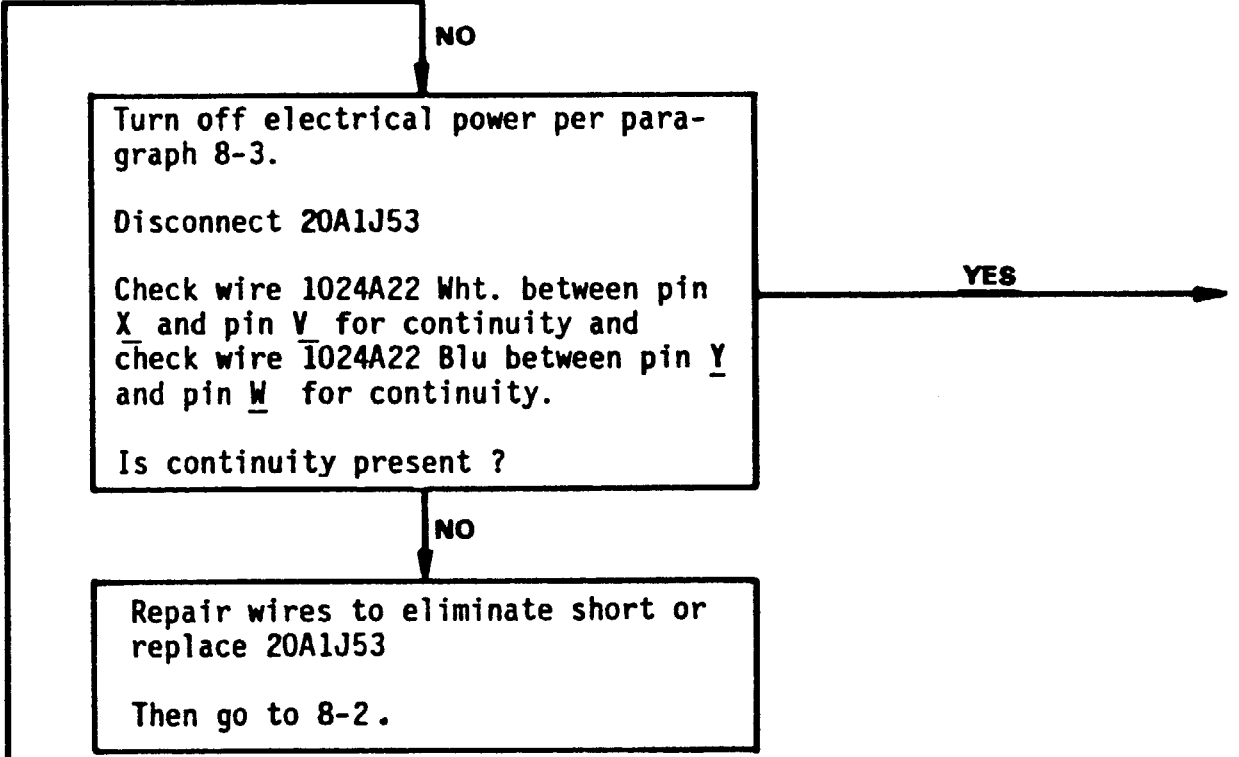 NO
Turn off electrical power per para-
graph 8-3.
Disconnect 20A1J53
Check wire 1024A22 Wht. between pin
X and pin V for continuity and
check wire 1024A22 Blu between pin Y
and pin W for continuity.
Is continuity present ?
YES
NO
Repair wires to eliminate short or
replace 20A1J53
Then go to 8-2.